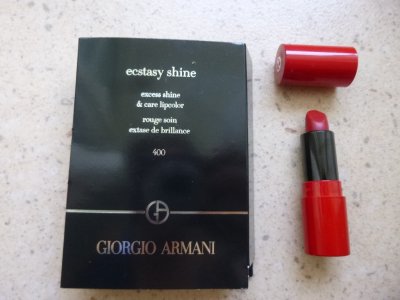 ecstasy shine
excess shine
& care lipcolor
rouge soin
extase de brillance
400
GIORGIO ARMANI